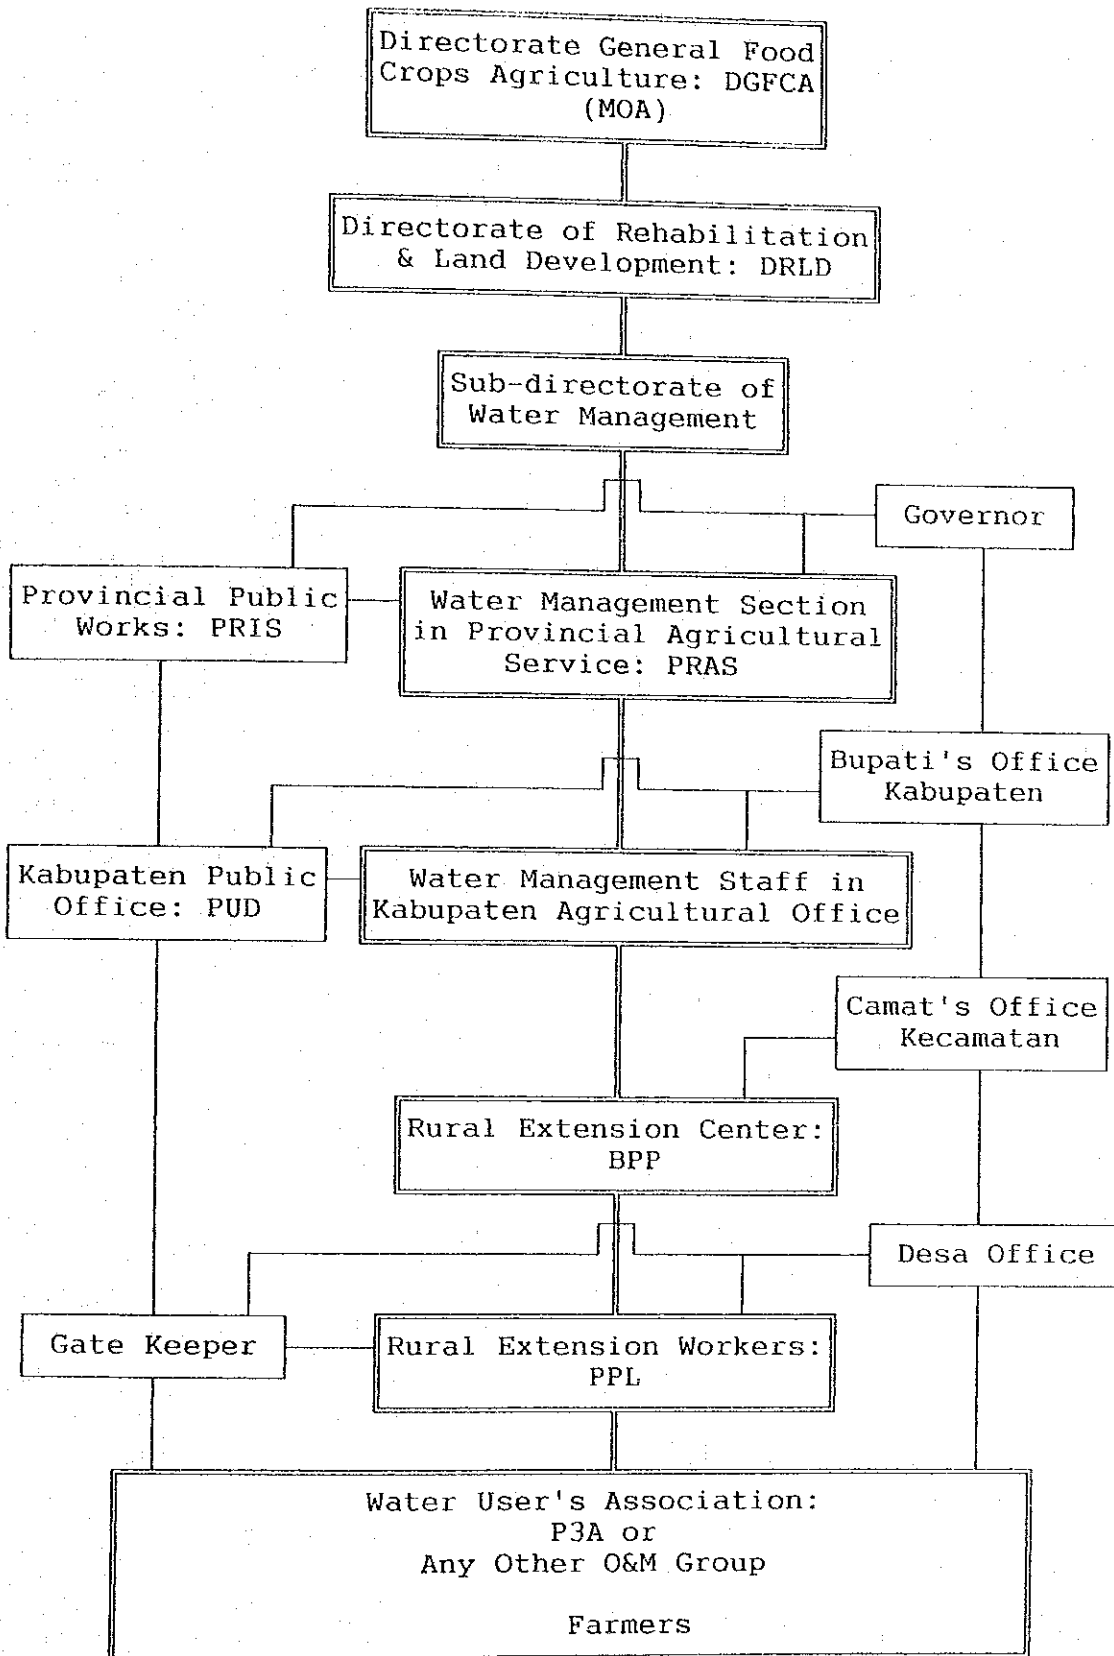 Directorate General Food
Crops Agriculture: DGFCA
(MOA)
Directorate of Rehabilitation
& Land Development: DRLD
Sub-directorate of
Water Management
Governor
Provincial Public
Works: PRIS
Water Management Section
in Provincial Agricultural
Service: PRAS
Bupati's Office
Kabupaten
Kabupaten Public
Office: PUD
Water Management Staff in
Kabupaten Agricultural Office
Camat's Office
Kecamatan
Rural Extension Center:
BPP
Desa Office
Gate Keeper
Rural Extension Workers:
PPL
Water User's Association:
P3A or
Any Other O&M Group
Farmers